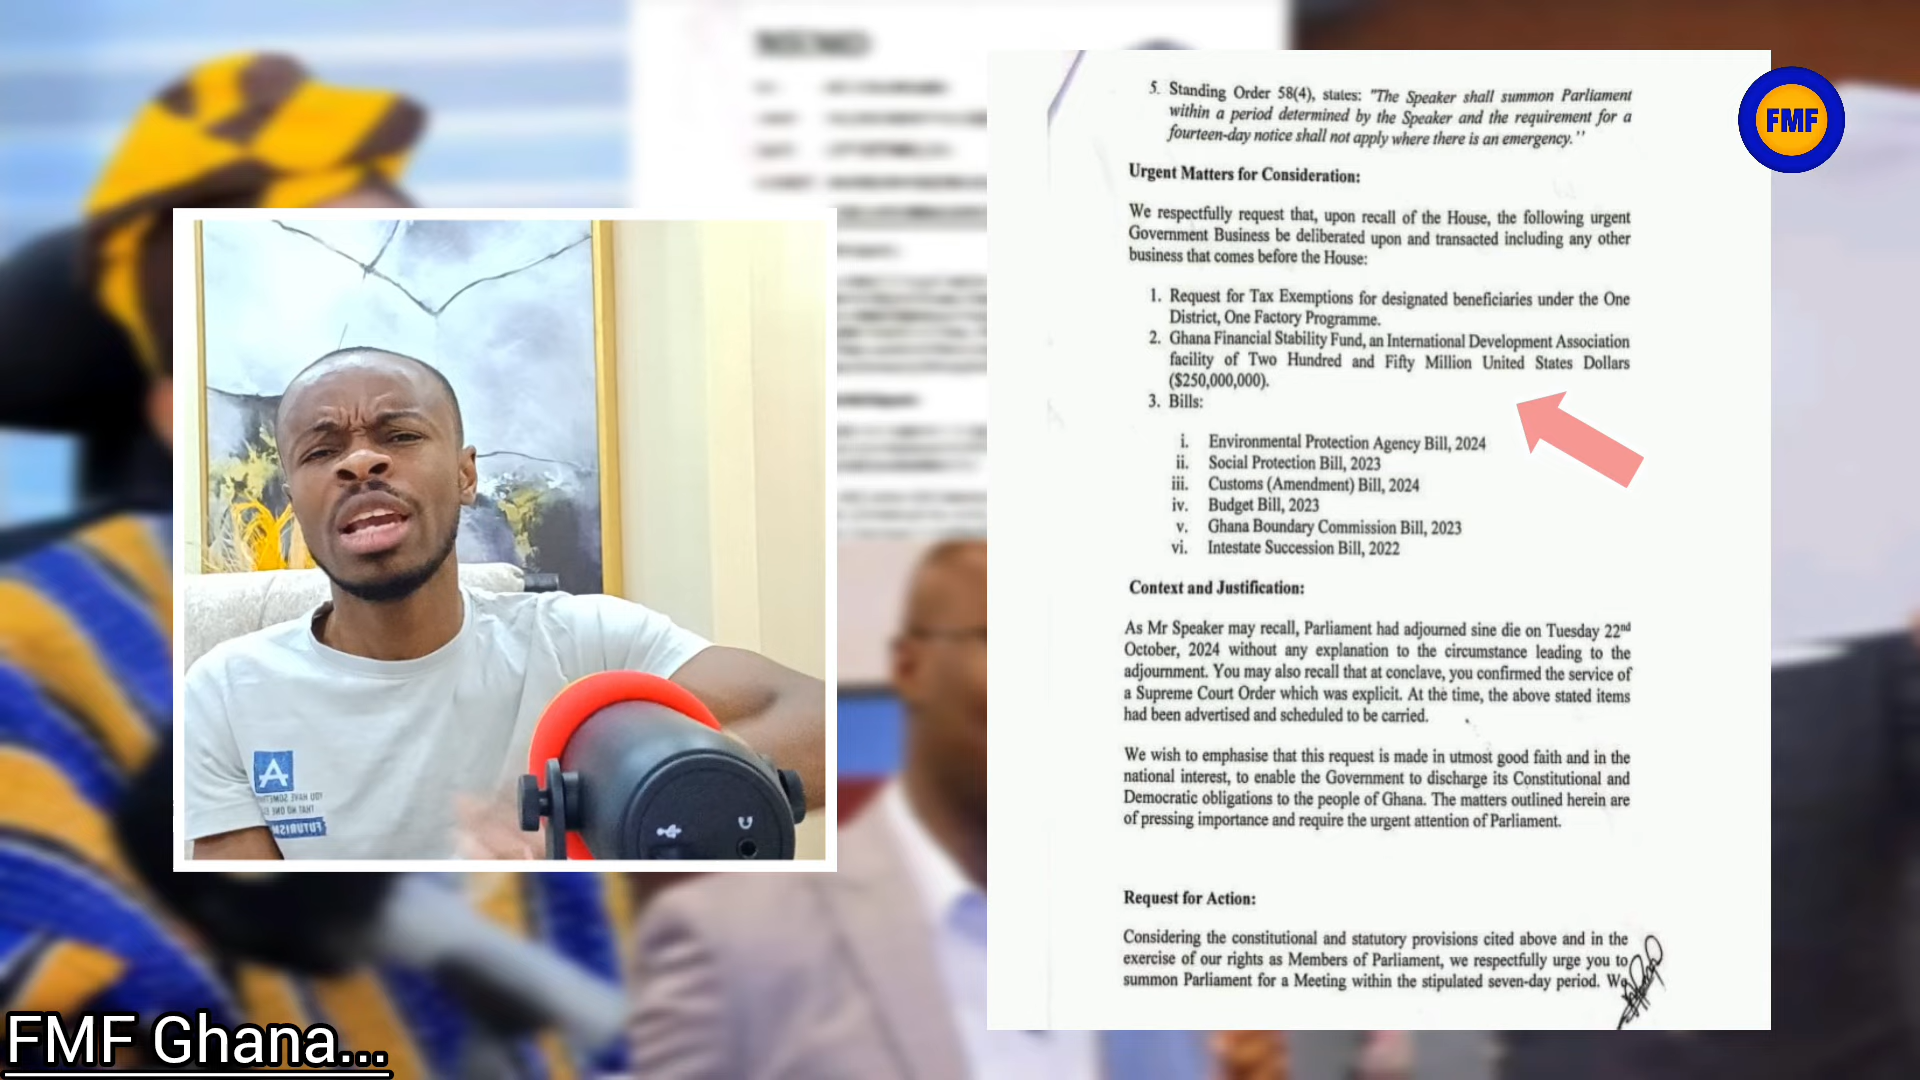 5. Standing Order 58(4), states: "The Speaker shall summon Parliament
within a period determined by the Speaker and the requirement for a
fourteen-day notice shall not apply where there is an emergency.''
Urgent Matters for Consideration:
We respectfully request that, upon recall of the House, the following urgent
Government Business be deliberated upon and transacted including any other
business that comes before the House:
1. Request for Tax Exemptions for designated beneficiaries under the One
District, One Factory Programme.
2. Ghana Financial Stability Fund, an International Development Association
facility of Two Hundred and Fifty Million United States Dollars
($250,000,000).
3. Bills:
i. Environmental Protection Agency Bill, 2024
ii. Social Protection Bill, 2023
iii. Customs (Amendment) Bill, 2024
iv. Budget Bill, 2023
v. Ghana Boundary Commission Bill, 2023
vi. Intestate Succession Bill, 2022
Context and Justification:
As Mr Speaker may recall, Parliament had adjourned sine die on Tuesday 22nd
October, 2024 without any explanation to the circumstance leading to the
adjournment. You may also recall that at conclave, you confirmed the service of
a Supreme Court Order which was explicit. At the time, the above stated items
had been advertised and scheduled to be carried.
We wish to emphasise that this request is made in utmost good faith and in the
national interest, to enable the Government to discharge its Constitutional and
Democratic obligations to the people of Ghana. The matters outlined herein are
of pressing importance and require the urgent attention of Parliament.
Request for Action:
Considering the constitutional and statutory provisions cited above and in the
exercise of our rights as Members of Parliament, we respectfully urge you to
summon Parliament for a Meeting within the stipulated seven-day period. We
FMF
A
YOU HAVE
THAT NO ONE
FUTURISM
FMF Ghana...